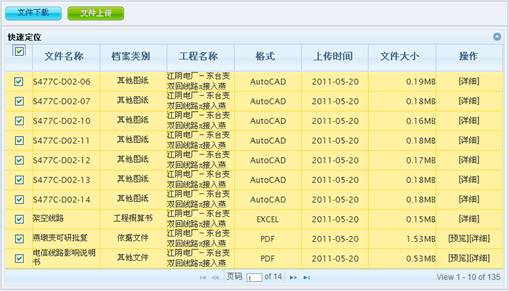 文件下载 文件上传
快速定位
文件名称 档案类别 工程名称 格式 上传时间 文件大小 操作
S477C-D02-06 其他图纸 江阴电厂－东台变 双回线路π接入燕 AutoCAD 2011-05-20 0.19MB [详细]
S477C-D02-07 其他图纸 江阴电厂－东台变 双回线路π接入燕 AutoCAD 2011-05-20 0.18MB [详细]
S477C-D02-10 其他图纸 江阴电厂－东台变 双回线路π接入燕 AutoCAD 2011-05-20 0.16MB [详细]
S477C-D02-11 其他图纸 江阴电厂－东台变 双回线路π接入燕 AutoCAD 2011-05-20 0.18MB [详细]
S477C-D02-12 其他图纸 江阴电厂－东台变 双回线路π接入燕 AutoCAD 2011-05-20 0.17MB [详细]
S477C-D02-13 其他图纸 江阴电厂－东台变 双回线路π接入燕 AutoCAD 2011-05-20 0.18MB [详细]
S477C-D02-14 其他图纸 江阴电厂－东台变 双回线路π接入燕 AutoCAD 2011-05-20 0.18MB [详细]
架空线路 工程概算书 江阴电厂－东台变 双回线路π接入燕 EXCEL 2011-05-20 0.15MB [详细]
燕墩变可研批复 依据文件 江阴电厂－东台变 双回线路π接入燕 PDF 2011-05-20 1.53MB [预览][详细]
电信线路影响说明书 其他文件 江阴电厂－东台变 双回线路π接入燕 PDF 2011-05-20 0.53MB [预览][详细]
页码 1 of 14 View 1 - 10 of 135